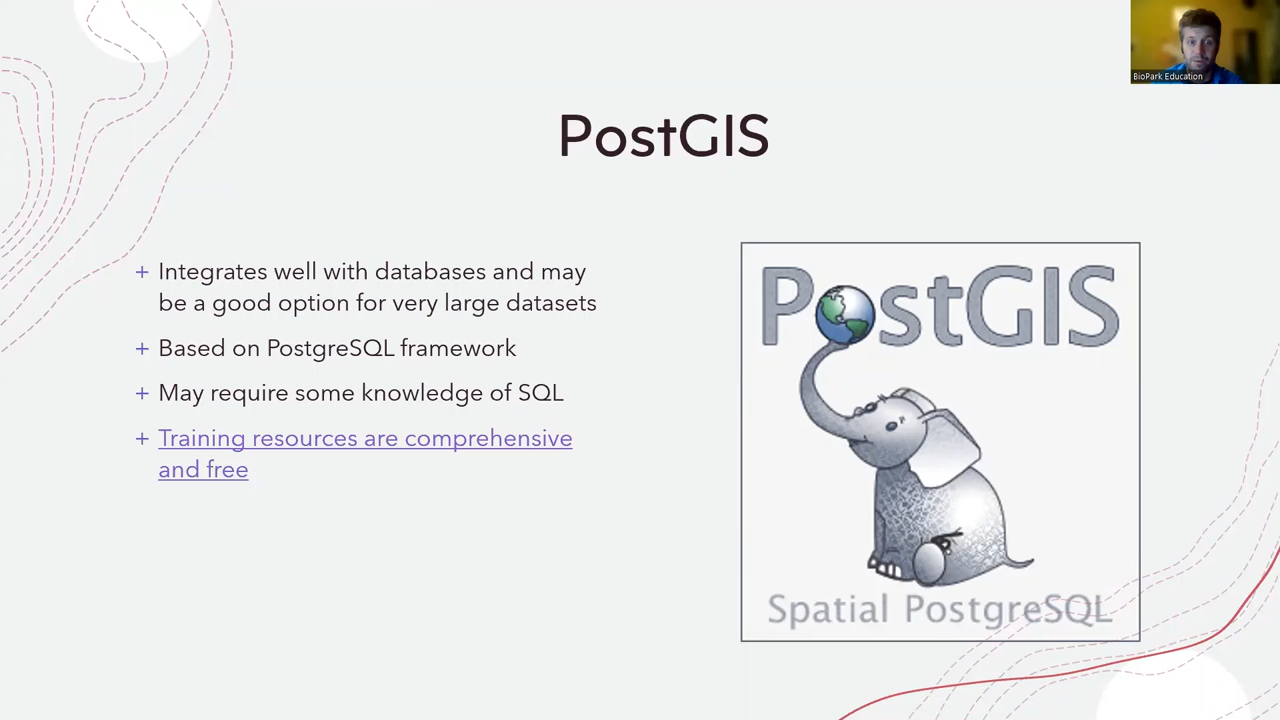 BioPark Education
PostGIS
+ Integrates well with databases and may
be a good option for very large datasets
+ Based on PostgreSQL framework
+ May require some knowledge of SQL
+ Training resources are comprehensive
and free
PostGIS
Spatial PostgreSQL